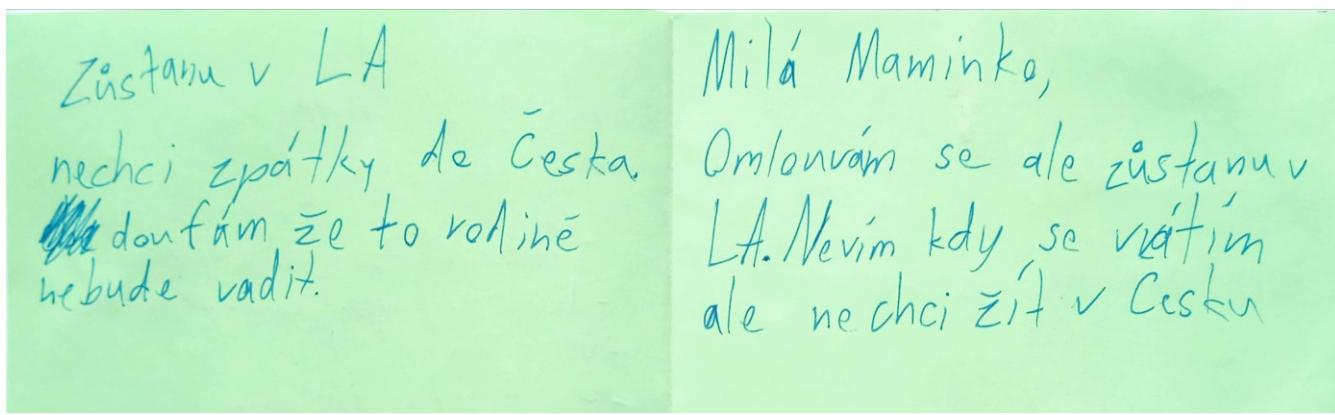 Zůstanu v LA
nechci zpátky do Česka.
doufám, že to rodině
nebude vadit.
Milá Maminko,
Omlouvám se ale zůstanu v
LA. Nevím kdy se vrátím
ale nechci žít v Cesku